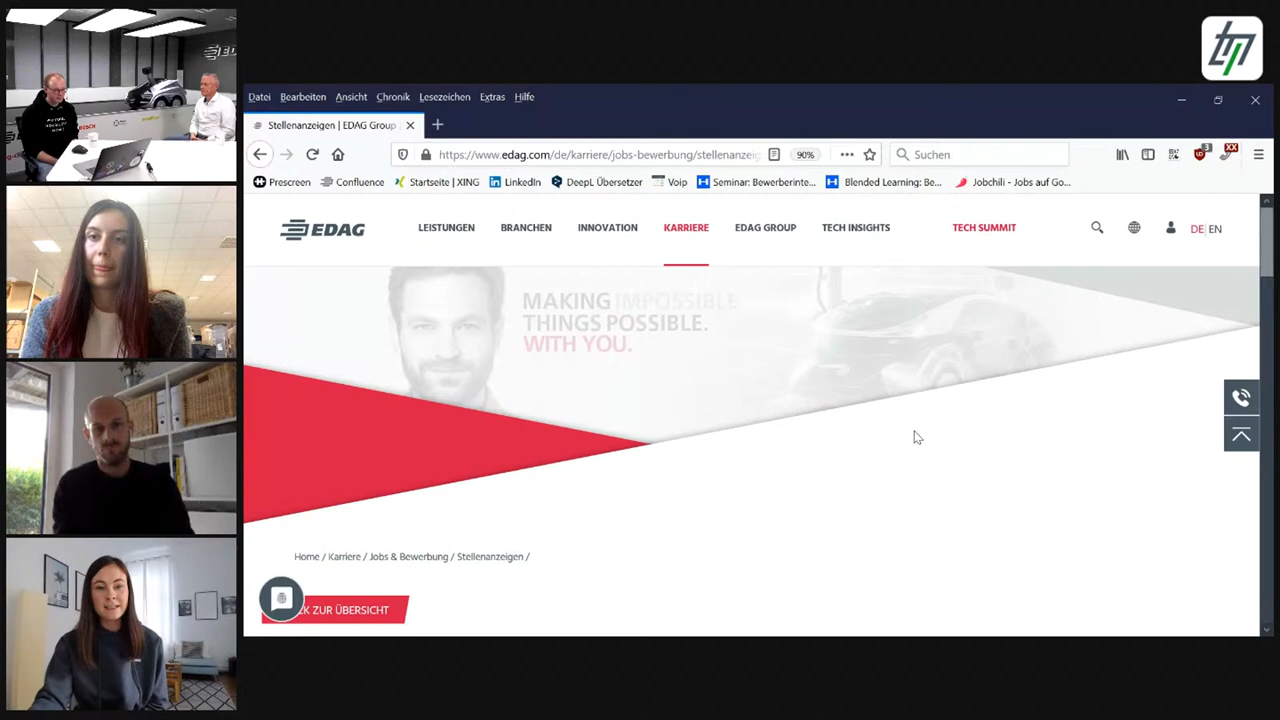 Datei Bearbeiten Ansicht Chronik Lesezeichen Extras Hilfe
Stellenanzeigen | EDAG Group
https://www.edag.com/de/karriere/jobs-bewerbung/stellenanzeig
90%
Suchen
Prescreen Confluence Startseite | XING LinkedIn DeepL Übersetzer Voip Seminar: Bewerberinte... Blended Learning: Be... Jobchili - Jobs auf Go...
EDAG
LEISTUNGEN BRANCHEN INNOVATION KARRIERE EDAG GROUP TECH INSIGHTS TECH SUMMIT DE|EN
MAKING IMPOSSIBLE
THINGS POSSIBLE.
WITH YOU.
Home / Karriere / Jobs & Bewerbung / Stellenanzeigen /
ZUR ÜBERSICHT